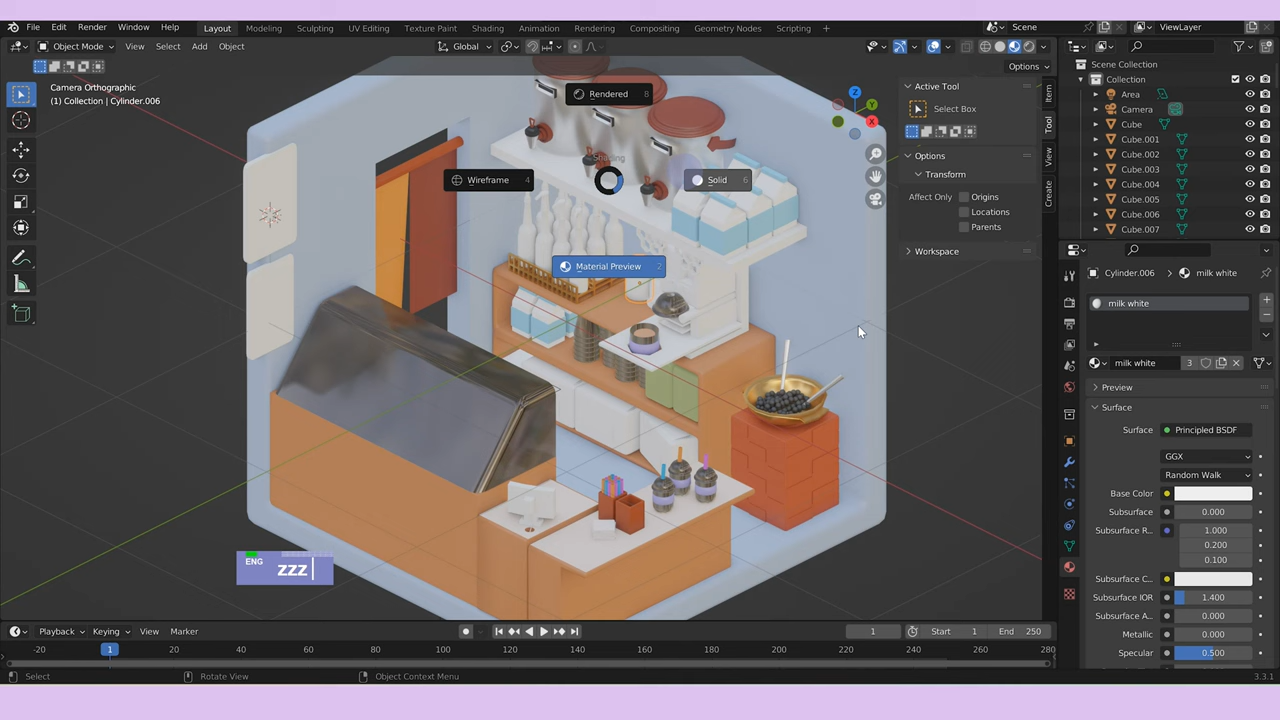 File Edit Render Window Help Layout Modeling Sculpting UV Editing Texture Paint Shading Animation Rendering Compositing Geometry Nodes Scripting + Scene ViewLayer
Object Mode View Select Add Object Global
Options
Camera Orthographic
(1) Collection | Cylinder.006
Rendered 8
Shading
Wireframe 4
Solid 6
Material Preview 2
Z
Y
X
Active Tool
Select Box
Options
Transform
Affect Only Origins
Locations
Parents
Workspace
Item
Tool
View
Create
Scene Collection
Collection
Area
Camera
Cube
Cube.001
Cube.002
Cube.003
Cube.004
Cube.005
Cube.006
Cube.007
Cylinder.006 milk white
milk white
milk white 3
Preview
Surface
Surface Principled BSDF
GGX
Random Walk
Base Color
Subsurface 0.000
Subsurface R... 1.000
0.200
0.100
Subsurface C...
Subsurface IOR 1.400
Subsurface A... 0.000
Metallic 0.000
Specular 0.500
ENG
zzz
Playback Keying View Marker 1 Start 1 End 250
-20 1 20 40 60 80 100 120 140 160 180 200 220 240 260 280
Select Rotate View Object Context Menu 3.3.1